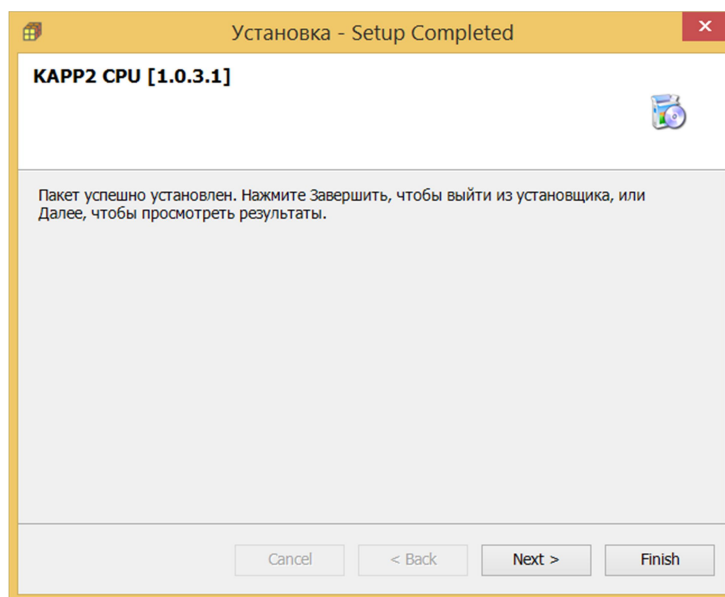 Установка - Setup Completed
KAPP2 CPU [1.0.3.1]
Пакет успешно установлен. Нажмите Завершить, чтобы выйти из установщика, или
Далее, чтобы просмотреть результаты.
Cancel
< Back
Next >
Finish